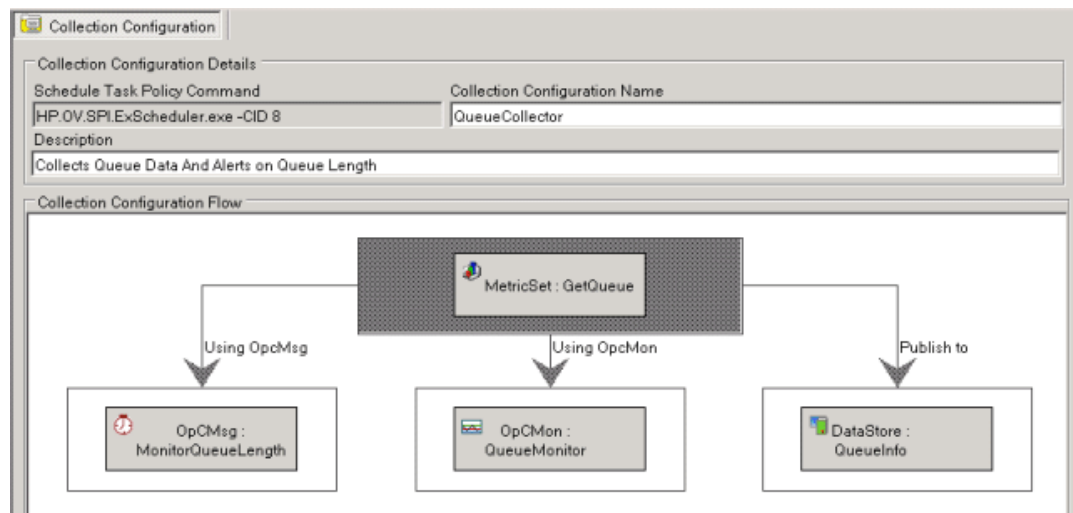 Collection Configuration
Collection Configuration Details
Schedule Task Policy Command
Collection Configuration Name
HP.OV.SPI.ExScheduler.exe -CID 8
QueueCollector
Description
Collects Queue Data And Alerts on Queue Length
Collection Configuration Flow
MetricSet : GetQueue
Using OpcMsg
Using OpcMon
Publish to
OpCMsg :
MonitorQueueLength
OpCMon :
QueueMonitor
DataStore :
QueueInfo